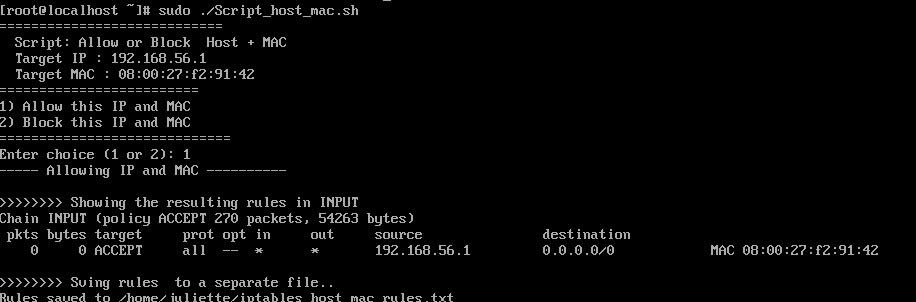 [root@localhost ~]# sudo ./Script_host_mac.sh
============================
Script: Allow or Block  Host + MAC
Target IP : 192.168.56.1
Target MAC : 08:00:27:f2:91:42
=========================
1) Allow this IP and MAC
2) Block this IP and MAC
=============================
Enter choice (1 or 2): 1
----- Allowing IP and MAC ----------
>>>>>>>> Showing the resulting rules in INPUT
Chain INPUT (policy ACCEPT 270 packets, 54263 bytes)
pkts bytes target     prot opt in     out     source               destination
0     0 ACCEPT     all  --  *      *       192.168.56.1         0.0.0.0/0            MAC 08:00:27:f2:91:42
>>>>>>>> Sving rules  to a separate file..
Rules saved to /home/juliette/iptables_host_mac_rules.txt